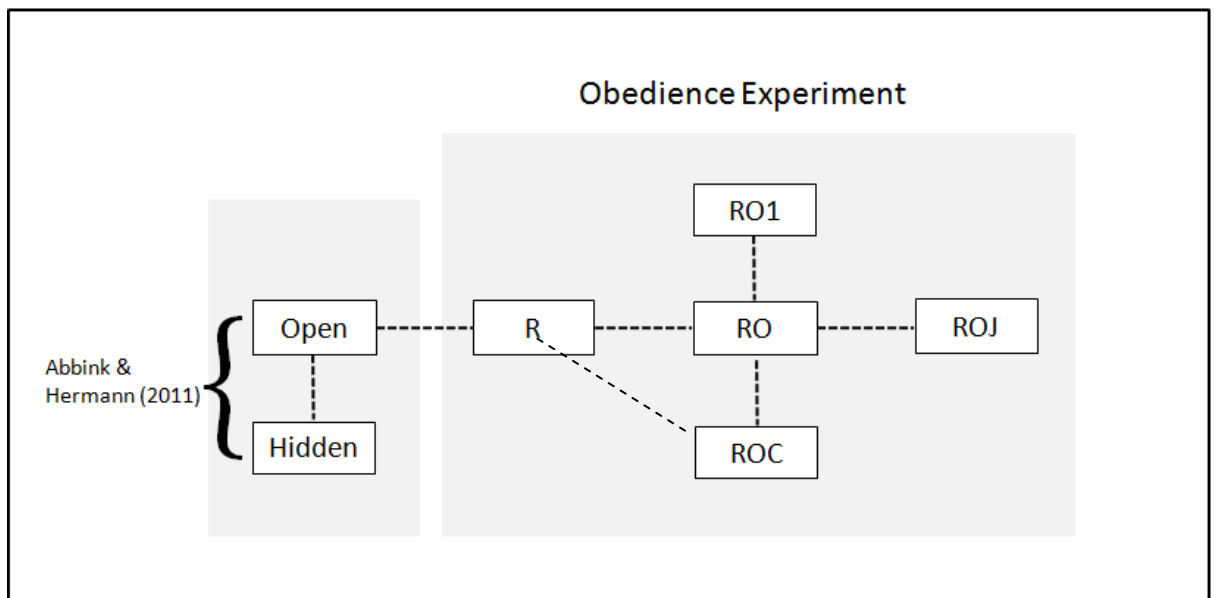 Obedience Experiment
RO1
Open
R
RO
ROJ
Abbink &
Hermann (2011)
Hidden
ROC